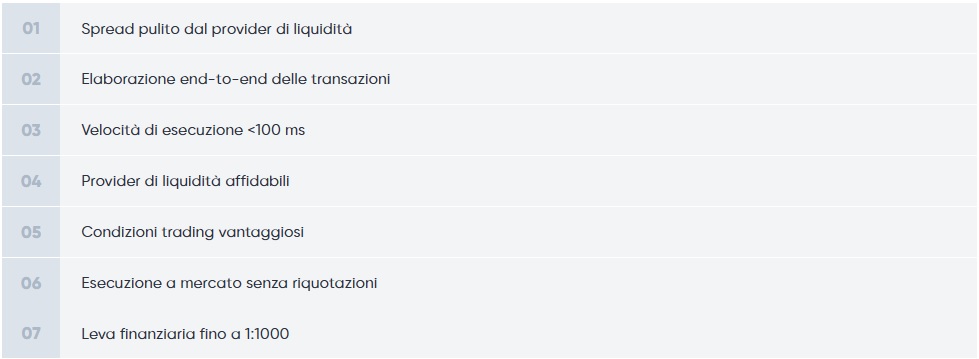 01 Spread pulito dal provider di liquidità
02 Elaborazione end-to-end delle transazioni
03 Velocità di esecuzione <100 ms
04 Provider di liquidità affidabili
05 Condizioni trading vantaggiosi
06 Esecuzione a mercato senza riquotazioni
07 Leva finanziaria fino a 1:1000